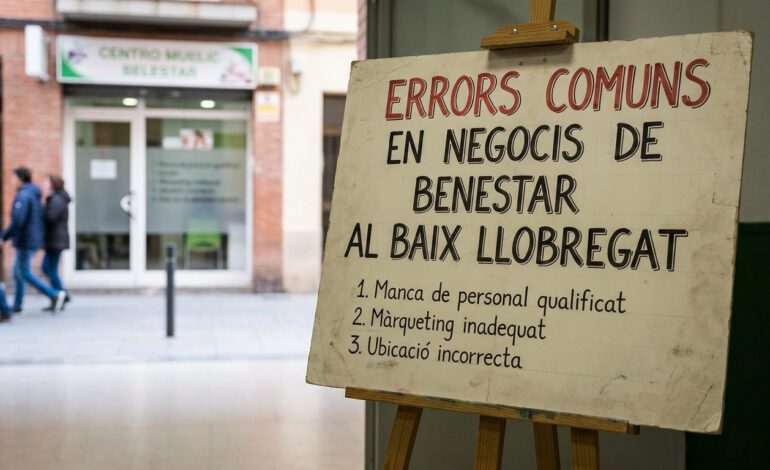 CENTRO MUELIC
BELESTAR
ERRORS COMUNS
EN NEGOCIS DE
BENESTAR
AL BAIX LLOBREGAT
1. Manca de personal qualificat
2. Màrqueting inadequat
3. Ubicació incorrecta